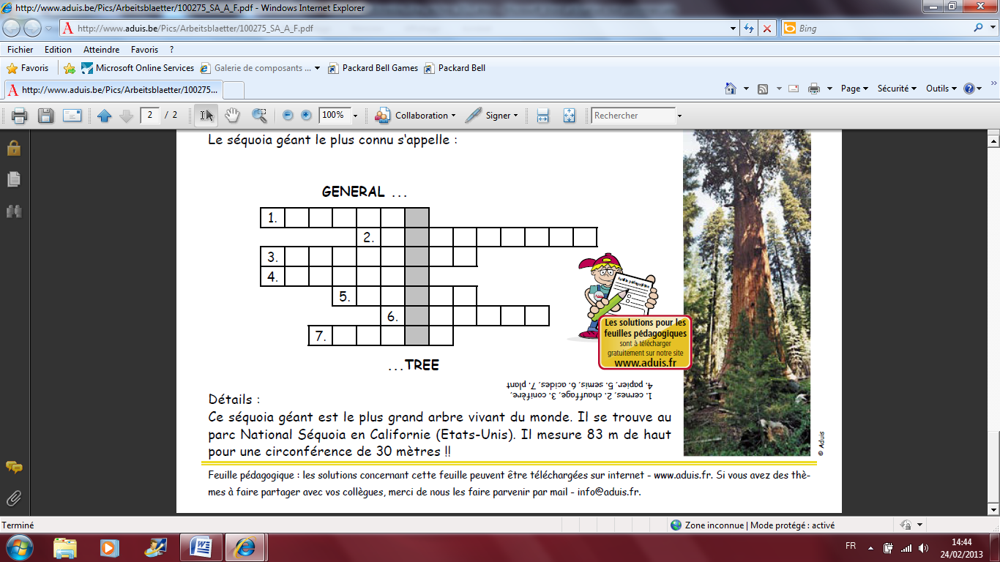 http://www.aduis.be/Pics/Arbeitsblaetter/100275_SA_A_F.pdf - Windows Internet Explorer
http://www.aduis.be/Pics/Arbeitsblaetter/100275_SA_A_F.pdf
Bing
Fichier Edition Atteindre Favoris ?
Favoris Microsoft Online Services Galerie de composants ... Packard Bell Games Packard Bell
http://www.aduis.be/Pics/Arbeitsblaetter/100275... Page Sécurité Outils
2 / 2 100% Collaboration Signer Rechercher
Le séquoia géant le plus connu s'appelle :
GENERAL ...
1.
2.
3.
4.
5.
6.
7.
...TREE
Feuille pédagogique
Les solutions pour les
feuilles pédagogiques
sont à télécharger
gratuitement sur notre site
www.aduis.fr
1. cernes, 2. chauffage, 3. conifère,
4. papier, 5. semis, 6. acides, 7. plant
Détails :
Ce séquoia géant est le plus grand arbre vivant du monde. Il se trouve au
parc National Séquoia en Californie (Etats-Unis). Il mesure 83 m de haut
pour une circonférence de 30 mètres !!
© Aduis
Feuille pédagogique : les solutions concernant cette feuille peuvent être téléchargées sur internet - www.aduis.fr. Si vous avez des thè-
mes à faire partager avec vos collègues, merci de nous les faire parvenir par mail - info@aduis.fr.
Terminé Zone inconnue | Mode protégé : activé
FR 14:44
24/02/2013